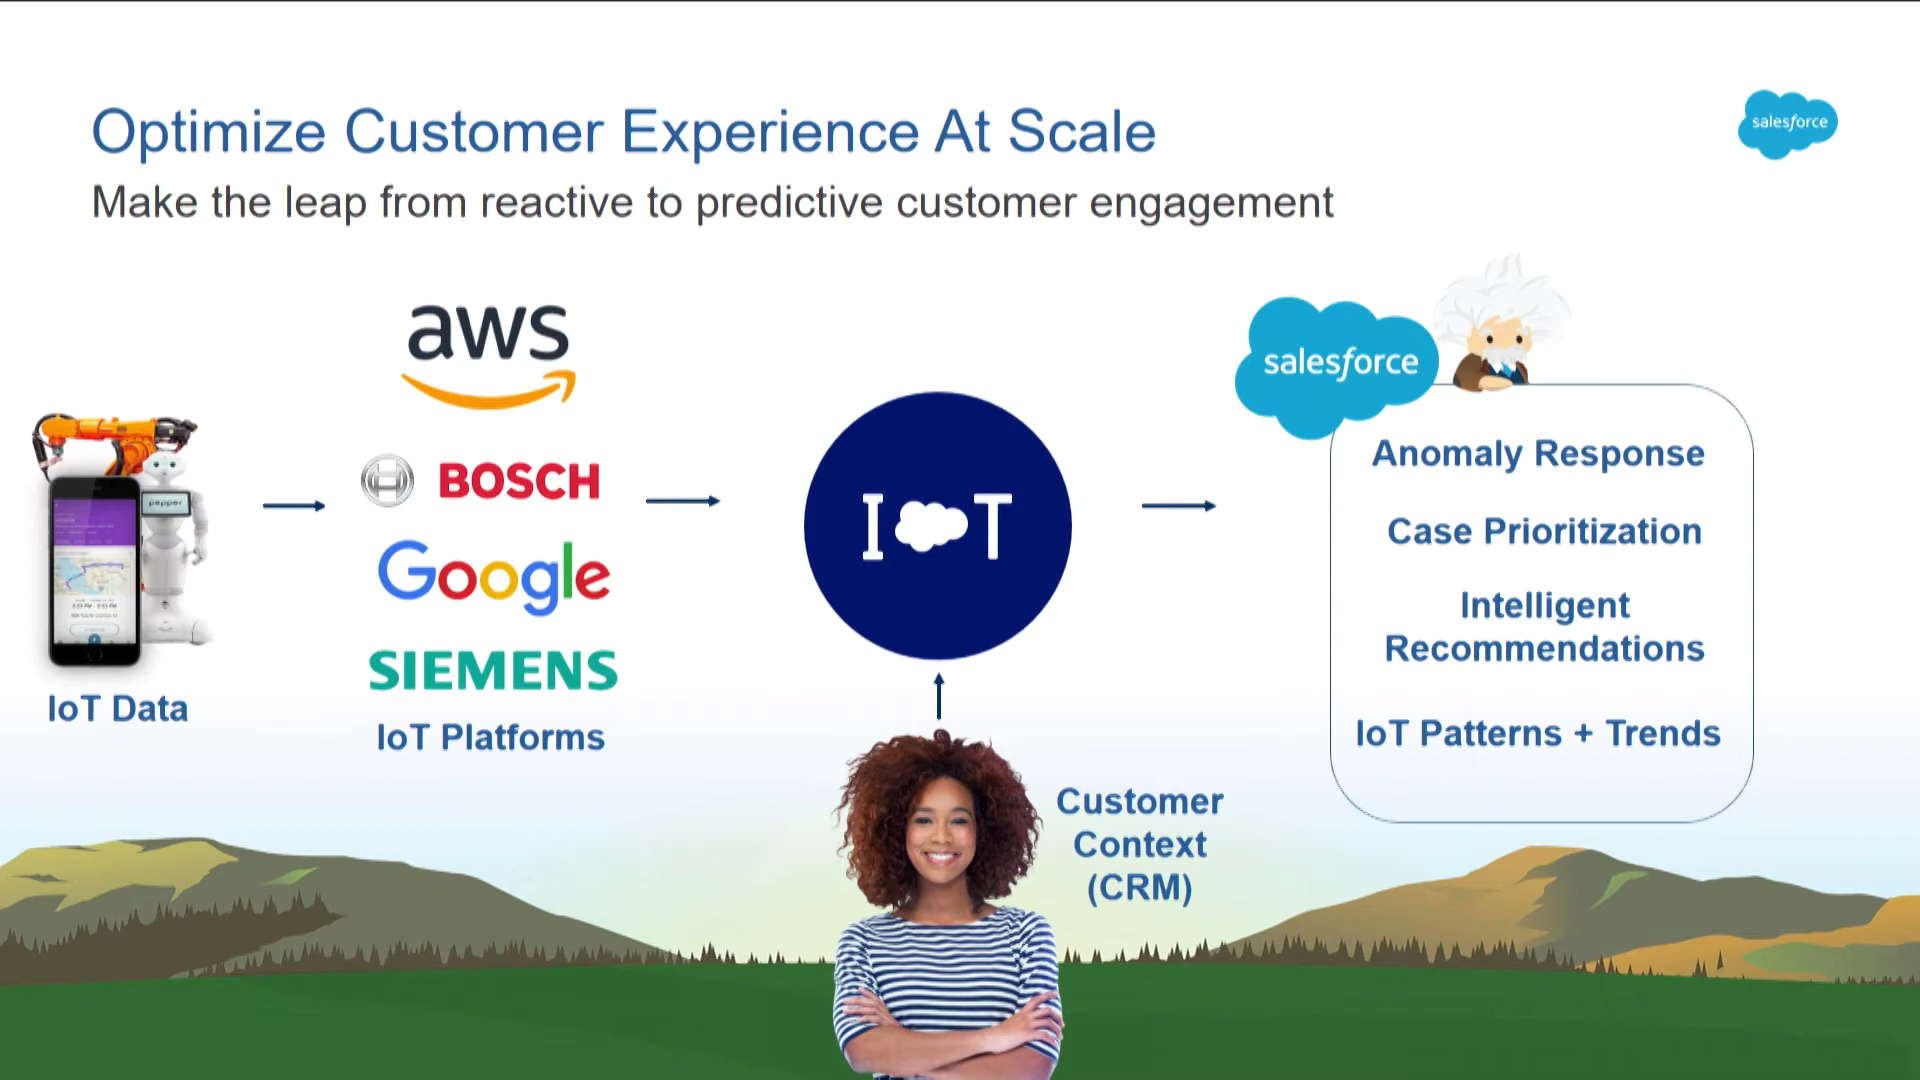 Optimize Customer Experience At Scale
Make the leap from reactive to predictive customer engagement
salesforce
pepper
IoT Data
aws
BOSCH
Google
SIEMENS
IoT Platforms
I T
Customer
Context
(CRM)
salesforce
Anomaly Response
Case Prioritization
Intelligent
Recommendations
IoT Patterns + Trends